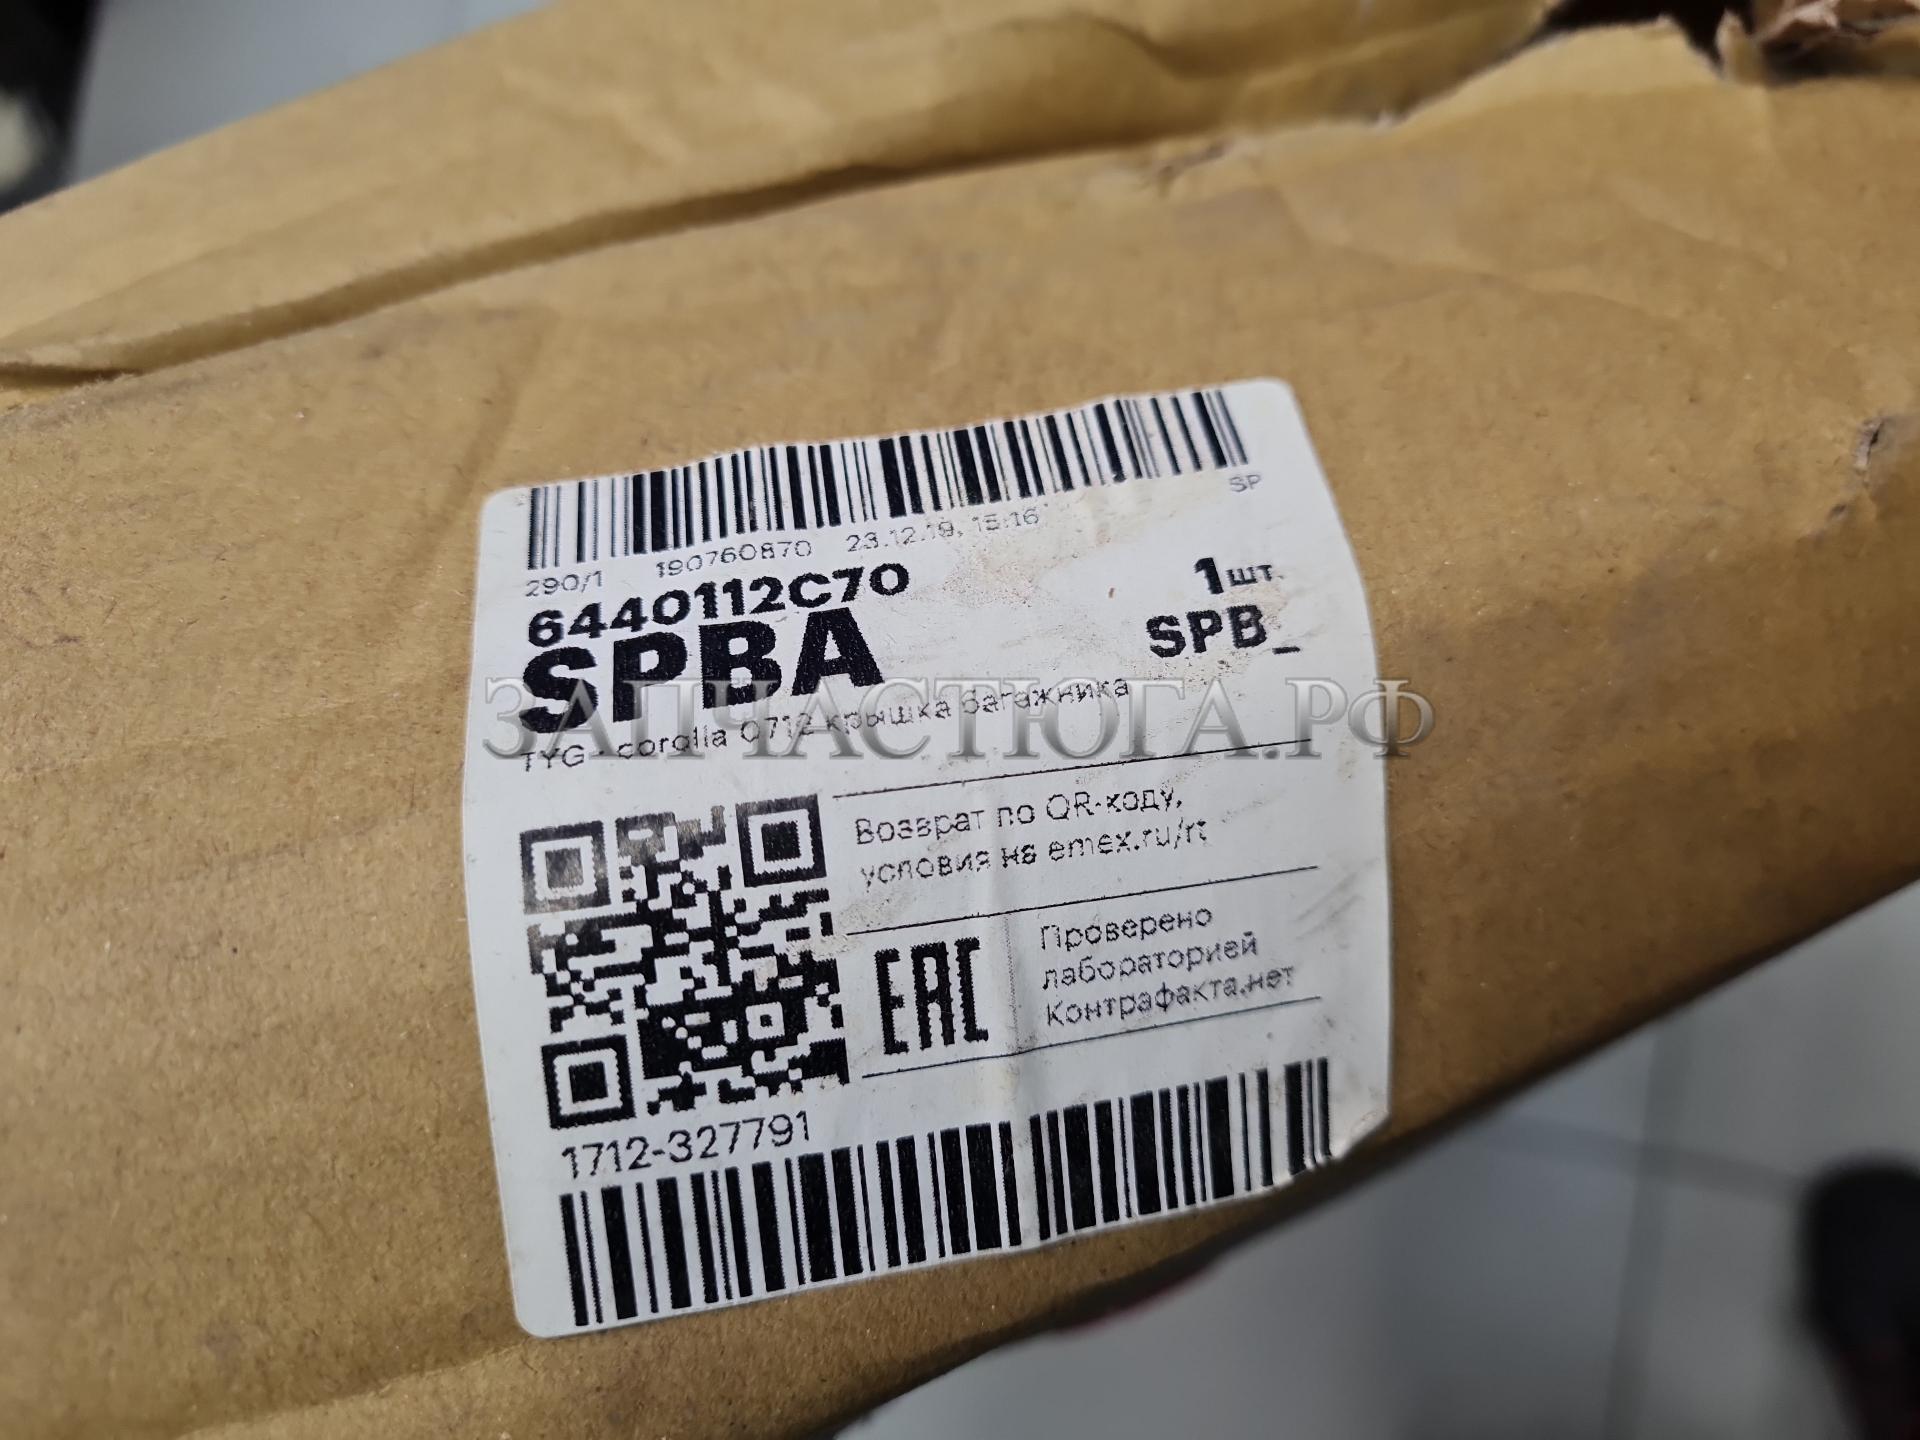 SP
290/1 190760870 23.12.19, 15:16
6440112C70 1шт.
SPBA SPB_
TYG - corolla 0712 крышка багажника
ЗАПЧАСТЮГА.РФ
Возврат по QR-коду,
условия на emex.ru/rt
EAC
Проверено
лабораторией
Контрафакта.нет
1712-327791